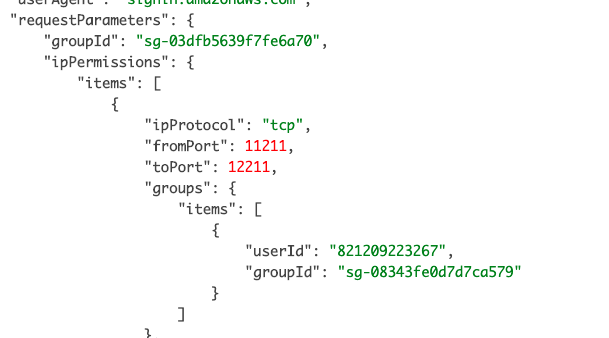 "userAgent": "signin.amazonaws.com",
"requestParameters": {
"groupId": "sg-03dfb5639f7fe6a70",
"ipPermissions": {
"items": [
{
"ipProtocol": "tcp",
"fromPort": 11211,
"toPort": 12211,
"groups": {
"items": [
{
"userId": "821209223267",
"groupId": "sg-08343fe0d7d7ca579"
}
]
},